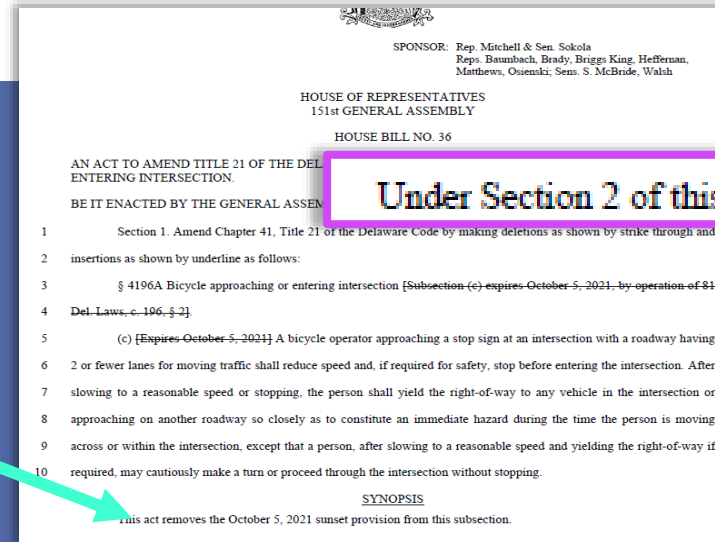 SPONSOR: Rep. Mitchell & Sen. Sokola
Reps. Baumbach, Brady, Briggs King, Heffernan,
Matthews, Osienski; Sens. S. McBride, Walsh
HOUSE OF REPRESENTATIVES
151st GENERAL ASSEMBLY
HOUSE BILL NO. 36
AN ACT TO AMEND TITLE 21 OF THE
ENTERING INTERSECTION.
BE IT ENACTED BY THE GENERAL
Under Section 2 of this
1 Section 1. Amend Chapter 41, Title 21 of the Delaware Code by making deletions as shown by strike through and
2 insertions as shown by underline as follows:
3 § 4196A Bicycle approaching or entering intersection [Subsection (c) expires October 5, 2021, by operation of 81
4 Del. Laws, c. 196, § 2].
5 (c) [Expires October 5, 2021] A bicycle operator approaching a stop sign at an intersection with a roadway having
6 2 or fewer lanes for moving traffic shall reduce speed and, if required for safety, stop before entering the intersection. After
7 slowing to a reasonable speed or stopping, the person shall yield the right-of-way to any vehicle in the intersection or
8 approaching on another roadway so closely as to constitute an immediate hazard during the time the person is moving
9 across or within the intersection, except that a person, after slowing to a reasonable speed and yielding the right-of-way if
10 required, may cautiously make a turn or proceed through the intersection without stopping.
SYNOPSIS
This act removes the October 5, 2021 sunset provision from this subsection.